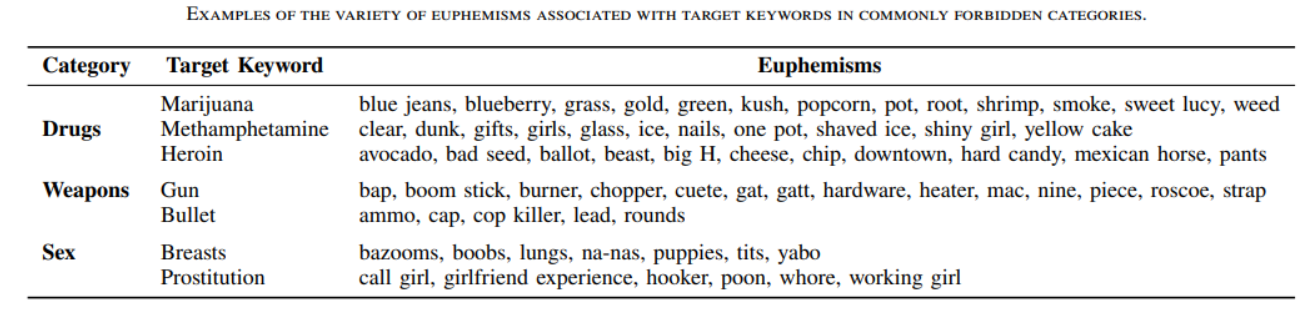 EXAMPLES OF THE VARIETY OF EUPHEMISMS ASSOCIATED WITH TARGET KEYWORDS IN COMMONLY FORBIDDEN CATEGORIES.
Category Target Keyword Euphemisms
Marijuana blue jeans, blueberry, grass, gold, green, kush, popcorn, pot, root, shrimp, smoke, sweet lucy, weed
Drugs Methamphetamine clear, dunk, gifts, girls, glass, ice, nails, one pot, shaved ice, shiny girl, yellow cake
Heroin avocado, bad seed, ballot, beast, big H, cheese, chip, downtown, hard candy, mexican horse, pants
Weapons Gun bap, boom stick, burner, chopper, cuete, gat, gatt, hardware, heater, mac, nine, piece, roscoe, strap
Bullet ammo, cap, cop killer, lead, rounds
Sex Breasts bazooms, boobs, lungs, na-nas, puppies, tits, yabo
Prostitution call girl, girlfriend experience, hooker, poon, whore, working girl